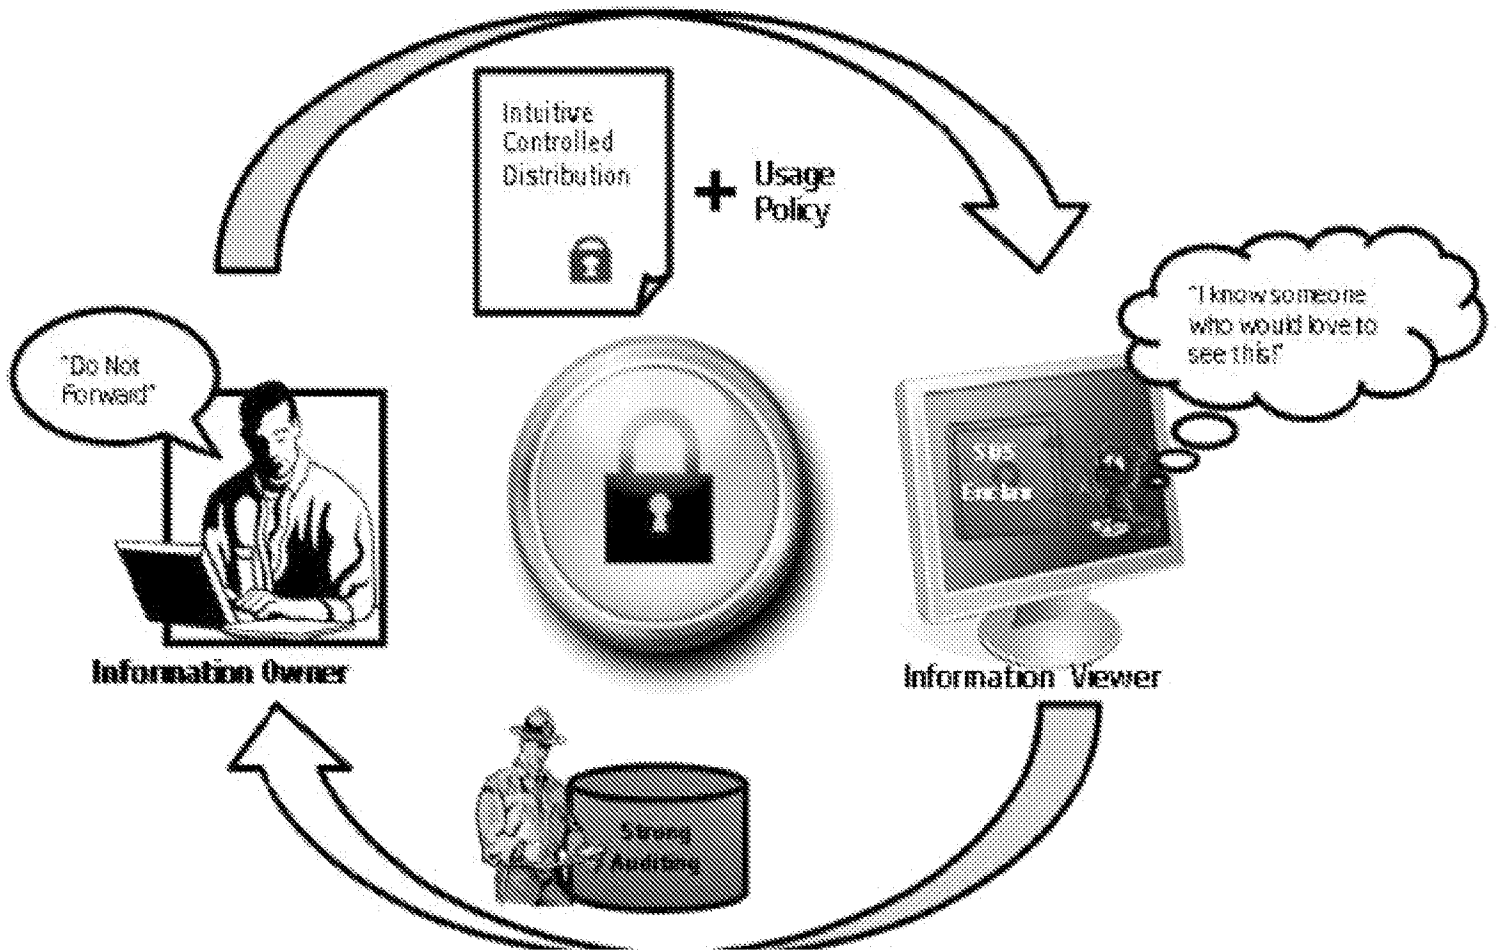 Intuitive
Controlled
Distribution
+ Usage
Policy
"Do Not
Forward"
"I know someone
who would love to
see this!"
Information Owner
Information Viewer
Strong
Auditing